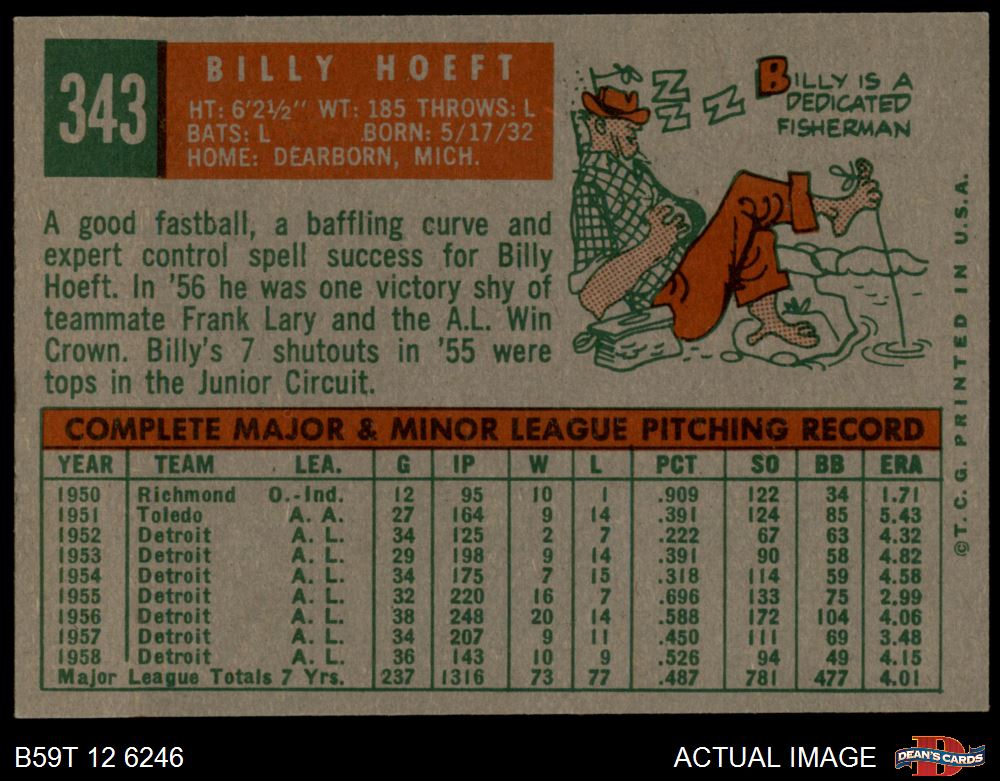 343
BILLY HOEFT
HT: 6'2½" WT: 185 THROWS: L
BATS: L BORN: 5/17/32
HOME: DEARBORN, MICH.
Z Z Z Z
BILLY IS A
DEDICATED
FISHERMAN
A good fastball, a baffling curve and
expert control spell success for Billy
Hoeft. In '56 he was one victory shy of
teammate Frank Lary and the A.L. Win
Crown. Billy's 7 shutouts in '55 were
tops in the Junior Circuit.
COMPLETE MAJOR & MINOR LEAGUE PITCHING RECORD
YEAR TEAM LEA. G IP W L PCT SO BB ERA
1950 Richmond O.-Ind. 12 95 10 1 .909 122 34 1.71
1951 Toledo A. A. 27 164 9 14 .391 124 85 5.43
1952 Detroit A. L. 34 125 2 7 .222 67 63 4.32
1953 Detroit A. L. 29 198 9 14 .391 90 58 4.82
1954 Detroit A. L. 34 175 7 15 .318 114 59 4.58
1955 Detroit A. L. 32 220 16 7 .696 133 75 2.99
1956 Detroit A. L. 38 248 20 14 .588 172 104 4.06
1957 Detroit A. L. 34 207 9 11 .450 111 69 3.48
1958 Detroit A. L. 36 143 10 9 .526 94 49 4.15
Major League Totals 7 Yrs. 237 1316 73 77 .487 781 477 4.01
©T. C. G. PRINTED IN U.S.A.
B59T 12 6246
ACTUAL IMAGE
D
DEAN'S CARDS